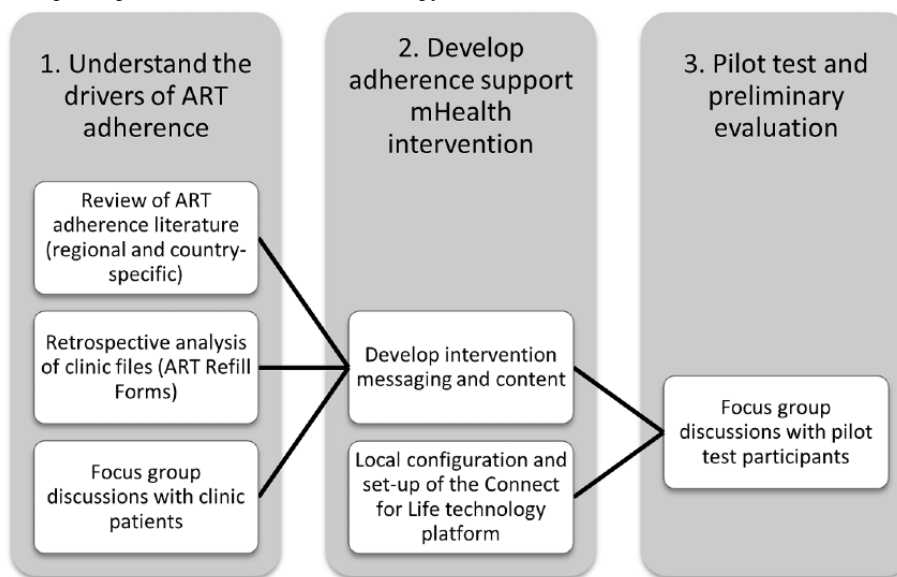 1. Understand the
drivers of ART
adherence
Review of ART
adherence literature
(regional and country-
specific)
Retrospective analysis
of clinic files (ART Refill
Forms)
Focus group
discussions with clinic
patients
2. Develop
adherence support
mHealth
intervention
Develop intervention
messaging and content
Local configuration and
set-up of the Connect
for Life technology
platform
3. Pilot test and
preliminary
evaluation
Focus group
discussions with pilot
test participants